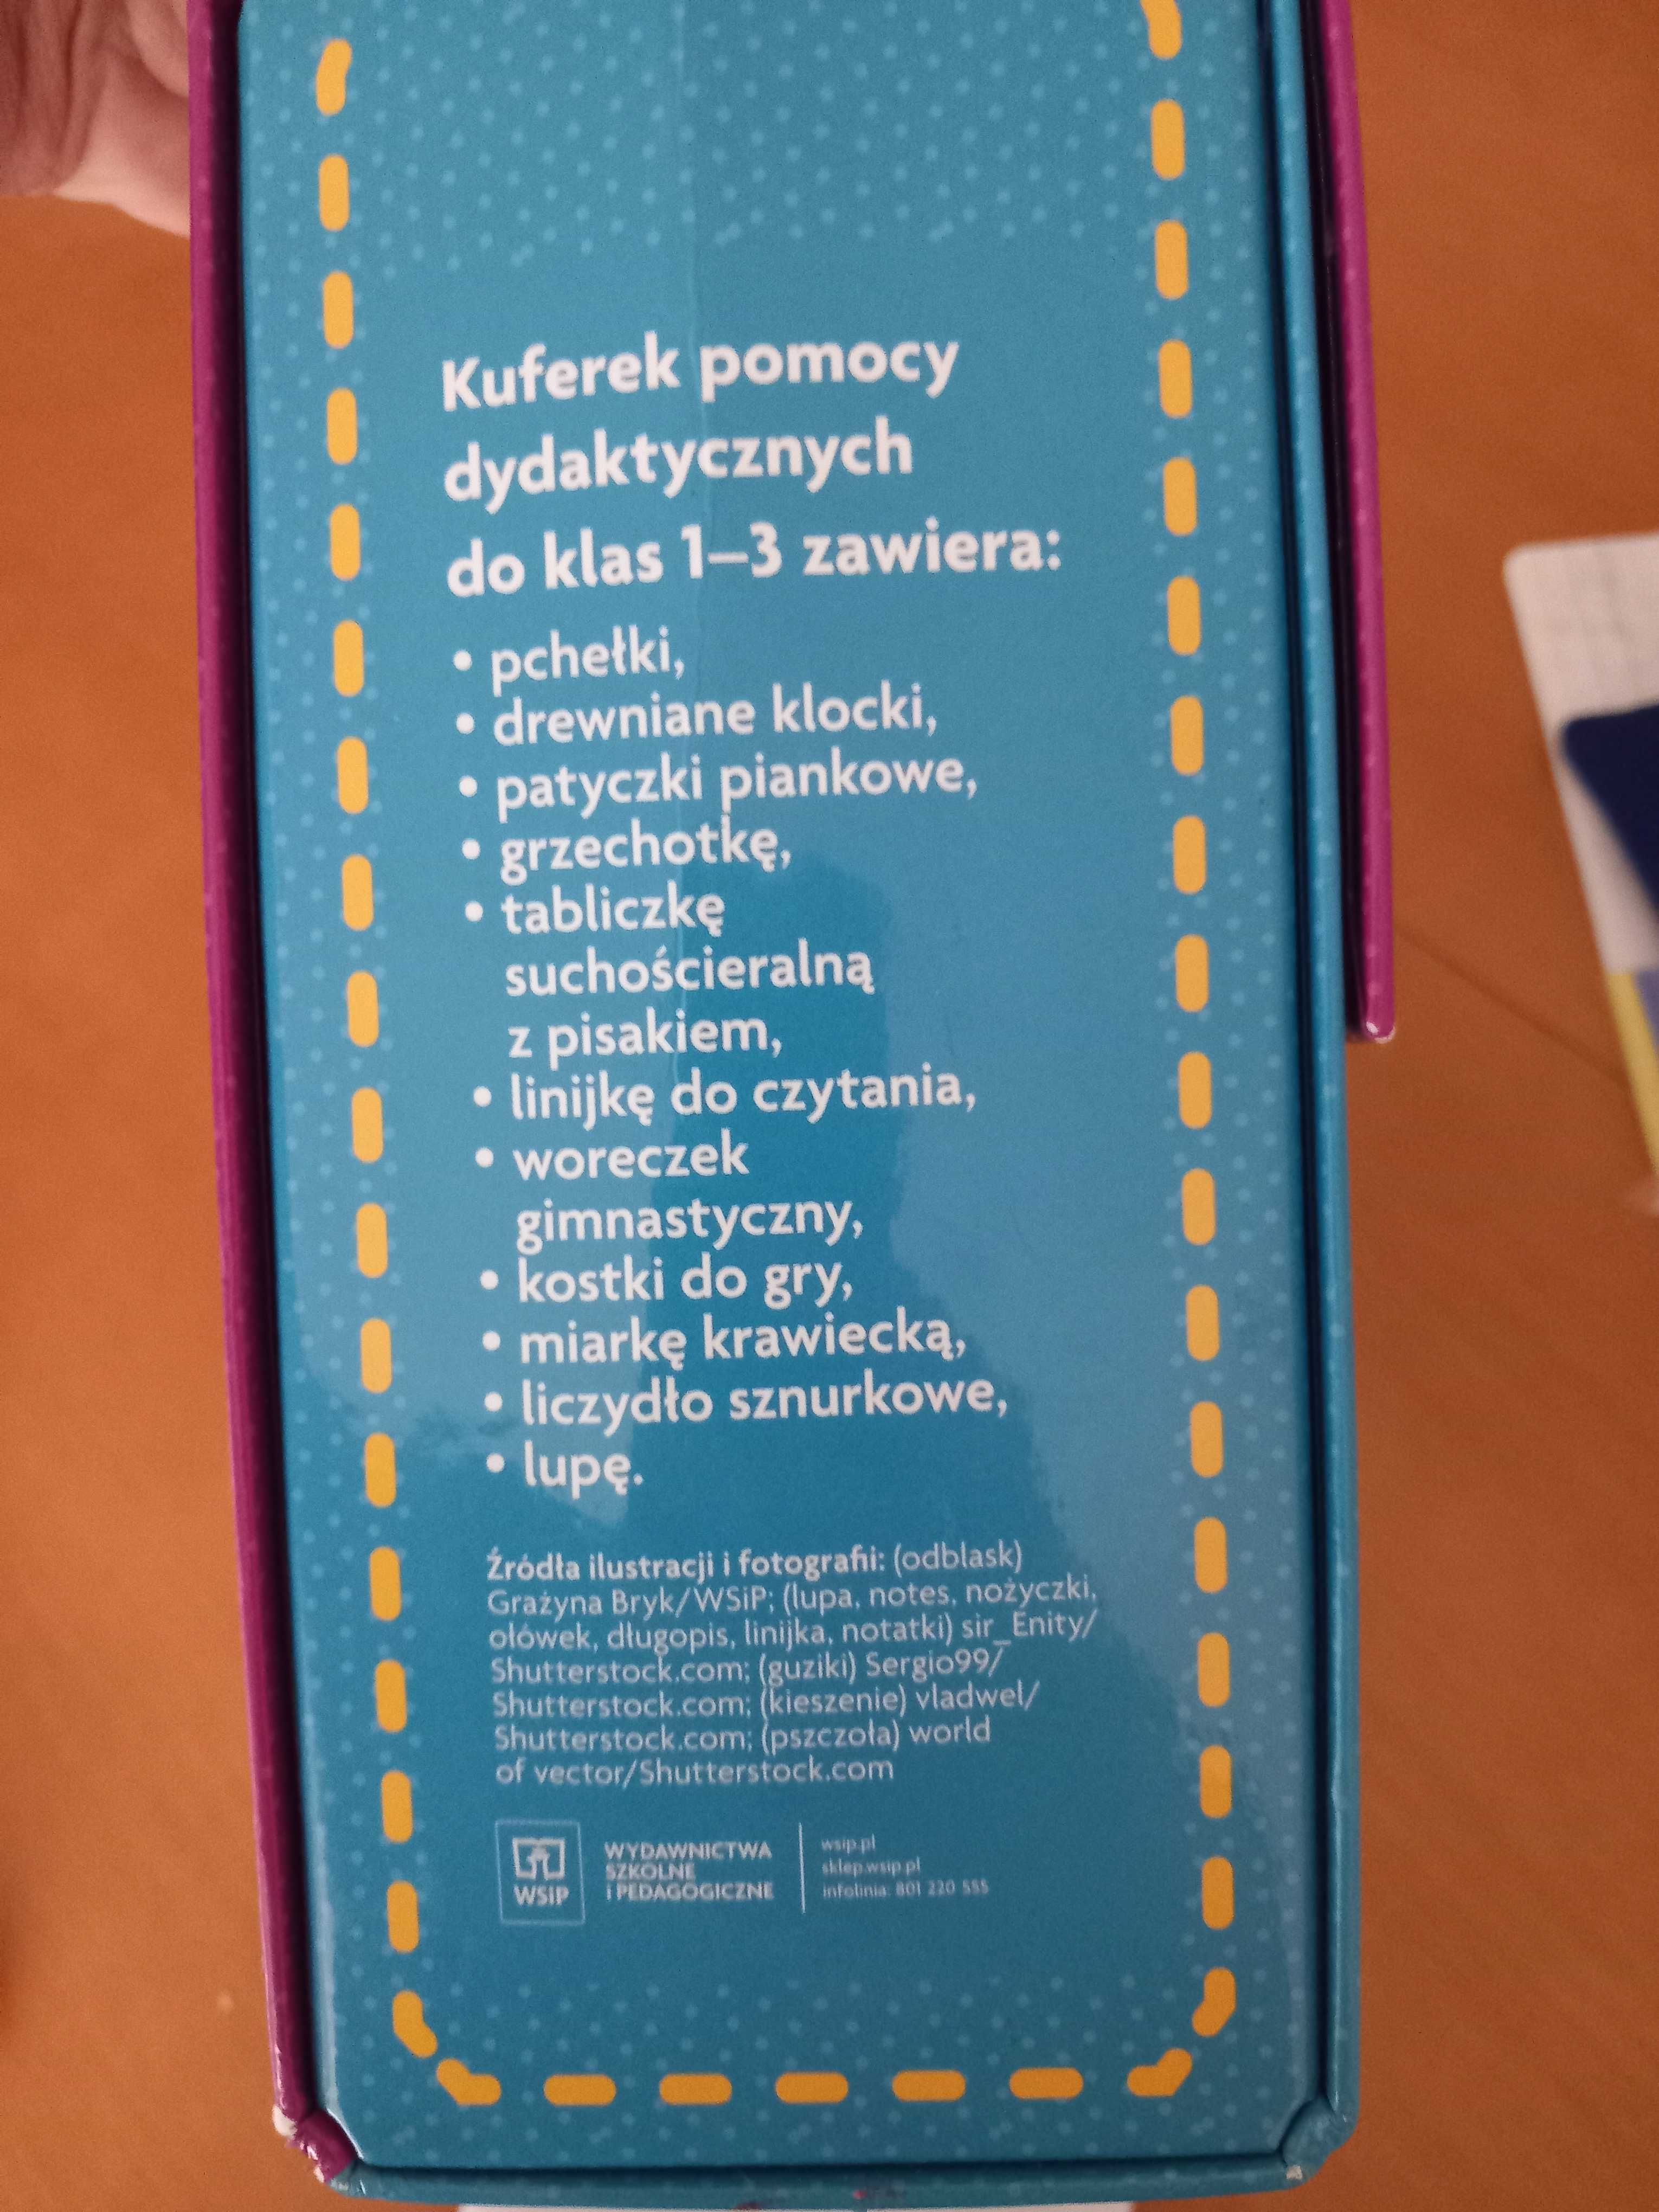 Kuferek pomocy
dydaktycznych
do klas 1–3 zawiera:
• pchełki,
• drewniane klocki,
• patyczki piankowe,
• grzechotkę,
• tabliczkę
suchościeralną
z pisakiem,
• linijkę do czytania,
• woreczek
gimnastyczny,
• kostki do gry,
• miarkę krawiecką,
• liczydło sznurkowe,
• lupę.
Źródła ilustracji i fotografii: (odblask)
Grażyna Bryk/WSiP; (lupa, notes, nożyczki,
ołówek, długopis, linijka, notatki) sir_Enity/
Shutterstock.com; (guziki) Sergio99/
Shutterstock.com; (kieszenie) vladwel/
Shutterstock.com; (pszczoła) world
of vector/Shutterstock.com
WSiP
WYDAWNICTWA
SZKOLNE
i PEDAGOGICZNE
wsip.pl
sklep.wsip.pl
infolinia: 801 220 555